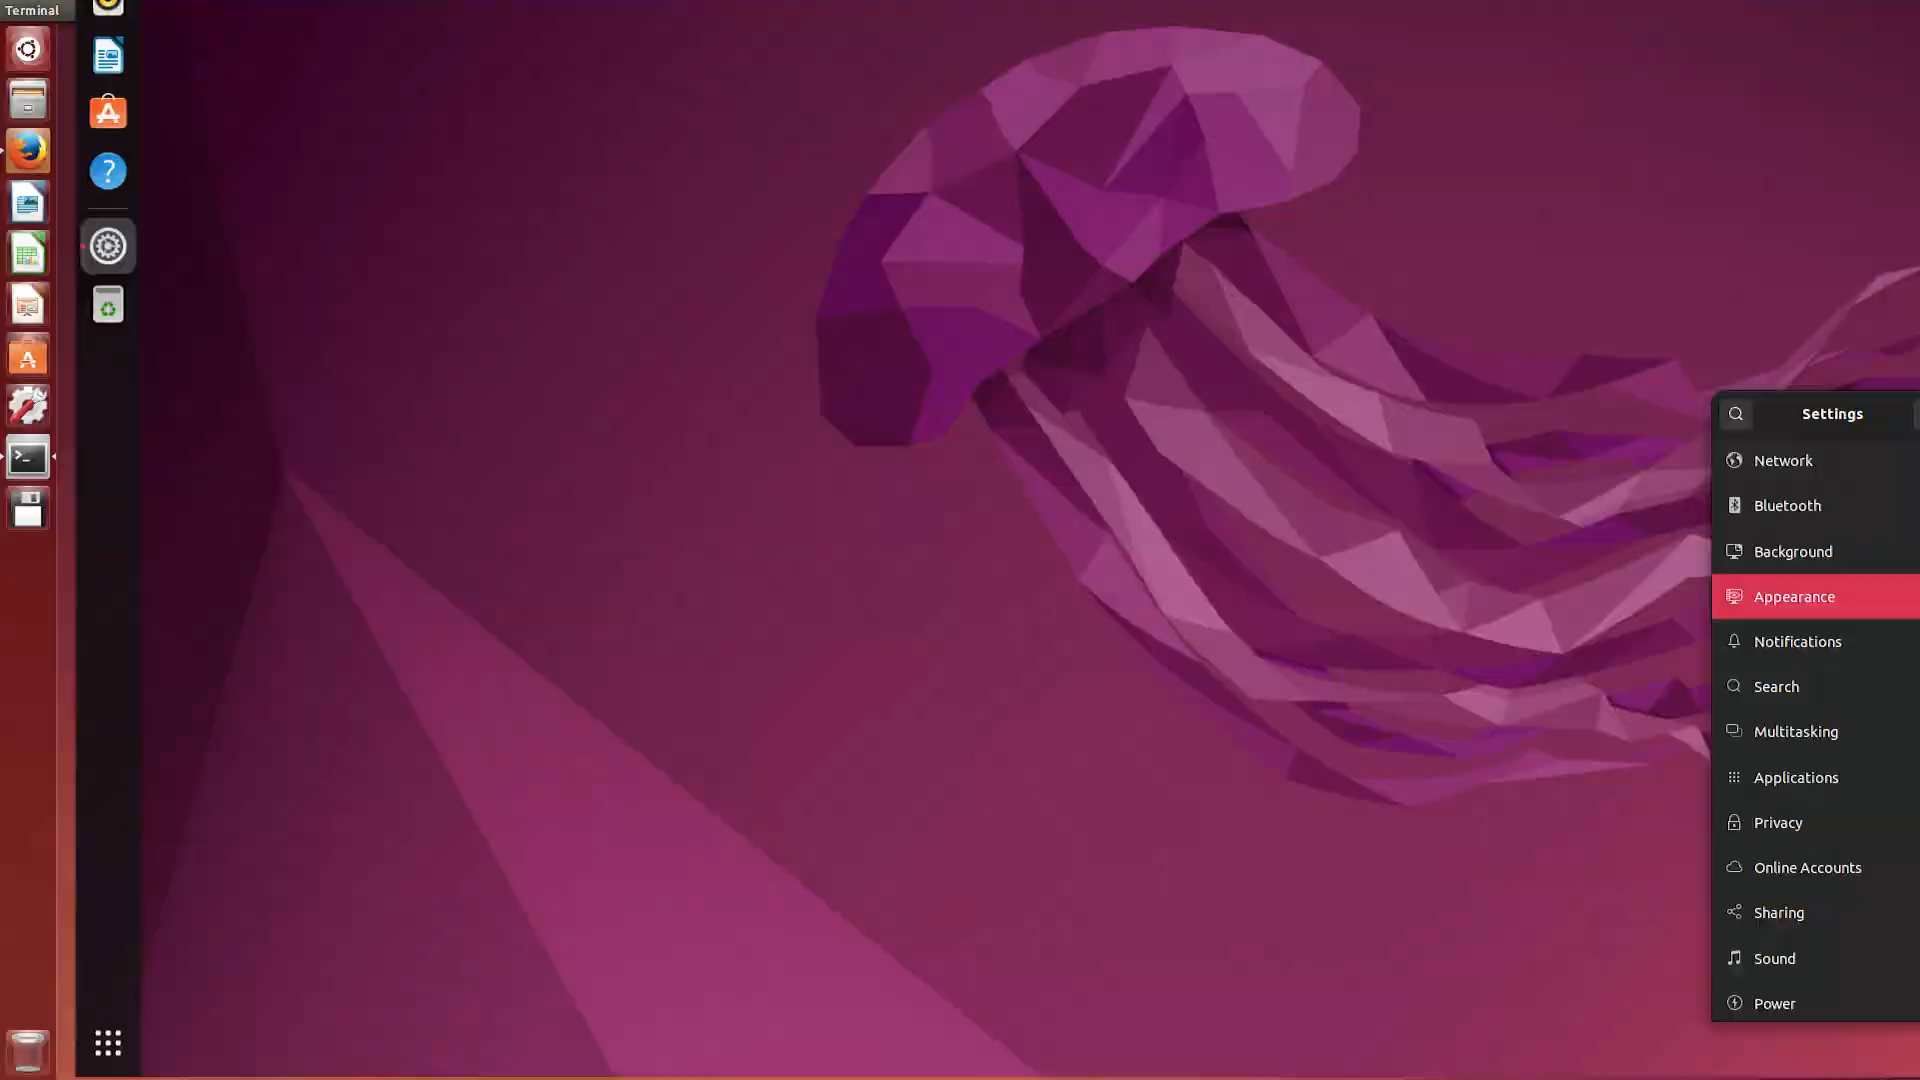 Terminal
Settings
Network
Bluetooth
Background
Appearance
Notifications
Search
Multitasking
Applications
Privacy
Online Accounts
Sharing
Sound
Power